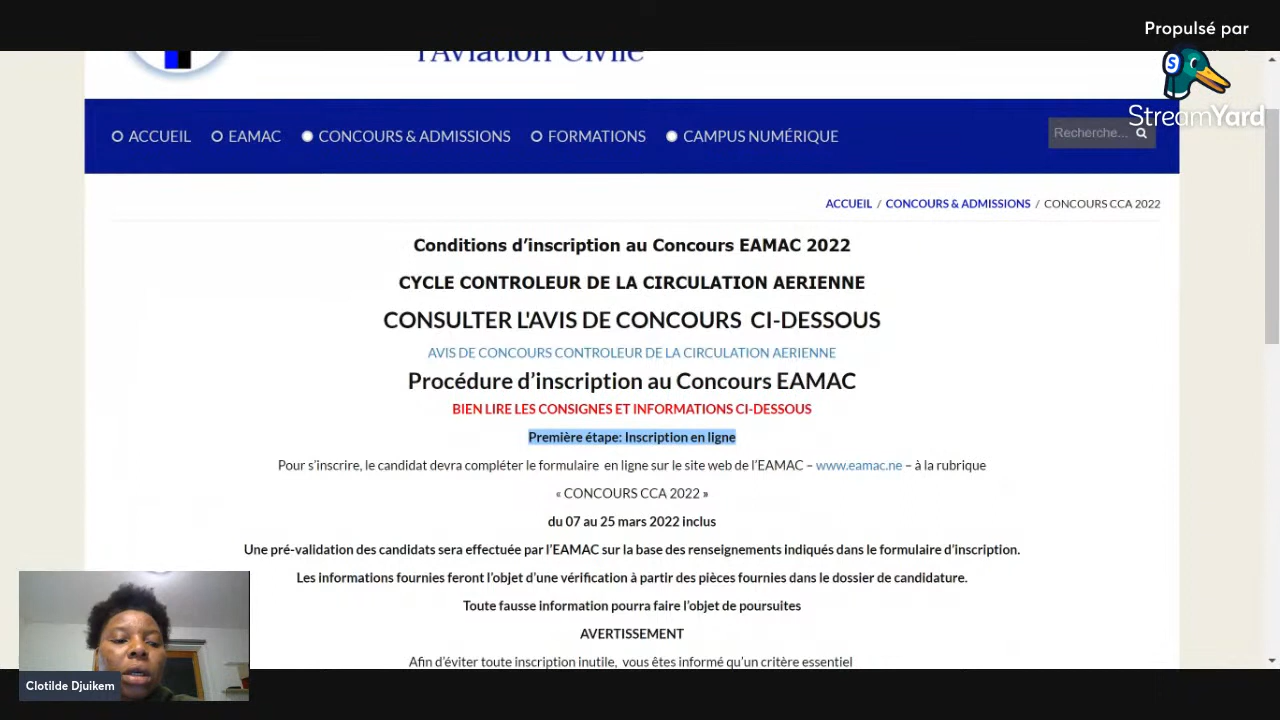 Propulsé par
StreamYard
l'Aviation Civile
ACCUEIL EAMAC CONCOURS & ADMISSIONS FORMATIONS CAMPUS NUMÉRIQUE
Recherche...
ACCUEIL / CONCOURS & ADMISSIONS / CONCOURS CCA 2022
Conditions d’inscription au Concours EAMAC 2022
CYCLE CONTROLEUR DE LA CIRCULATION AERIENNE
CONSULTER L'AVIS DE CONCOURS CI-DESSOUS
AVIS DE CONCOURS CONTROLEUR DE LA CIRCULATION AERIENNE
Procédure d’inscription au Concours EAMAC
BIEN LIRE LES CONSIGNES ET INFORMATIONS CI-DESSOUS
Première étape: Inscription en ligne
Pour s’inscrire, le candidat devra compléter le formulaire en ligne sur le site web de l’EAMAC – www.eamac.ne – à la rubrique
« CONCOURS CCA 2022 »
du 07 au 25 mars 2022 inclus
Une pré-validation des candidats sera effectuée par l’EAMAC sur la base des renseignements indiqués dans le formulaire d’inscription.
Les informations fournies feront l’objet d’une vérification à partir des pièces fournies dans le dossier de candidature.
Toute fausse information pourra faire l’objet de poursuites
AVERTISSEMENT
Afin d’éviter toute inscription inutile, vous êtes informé qu’un critère essentiel
Clotilde Djuikem